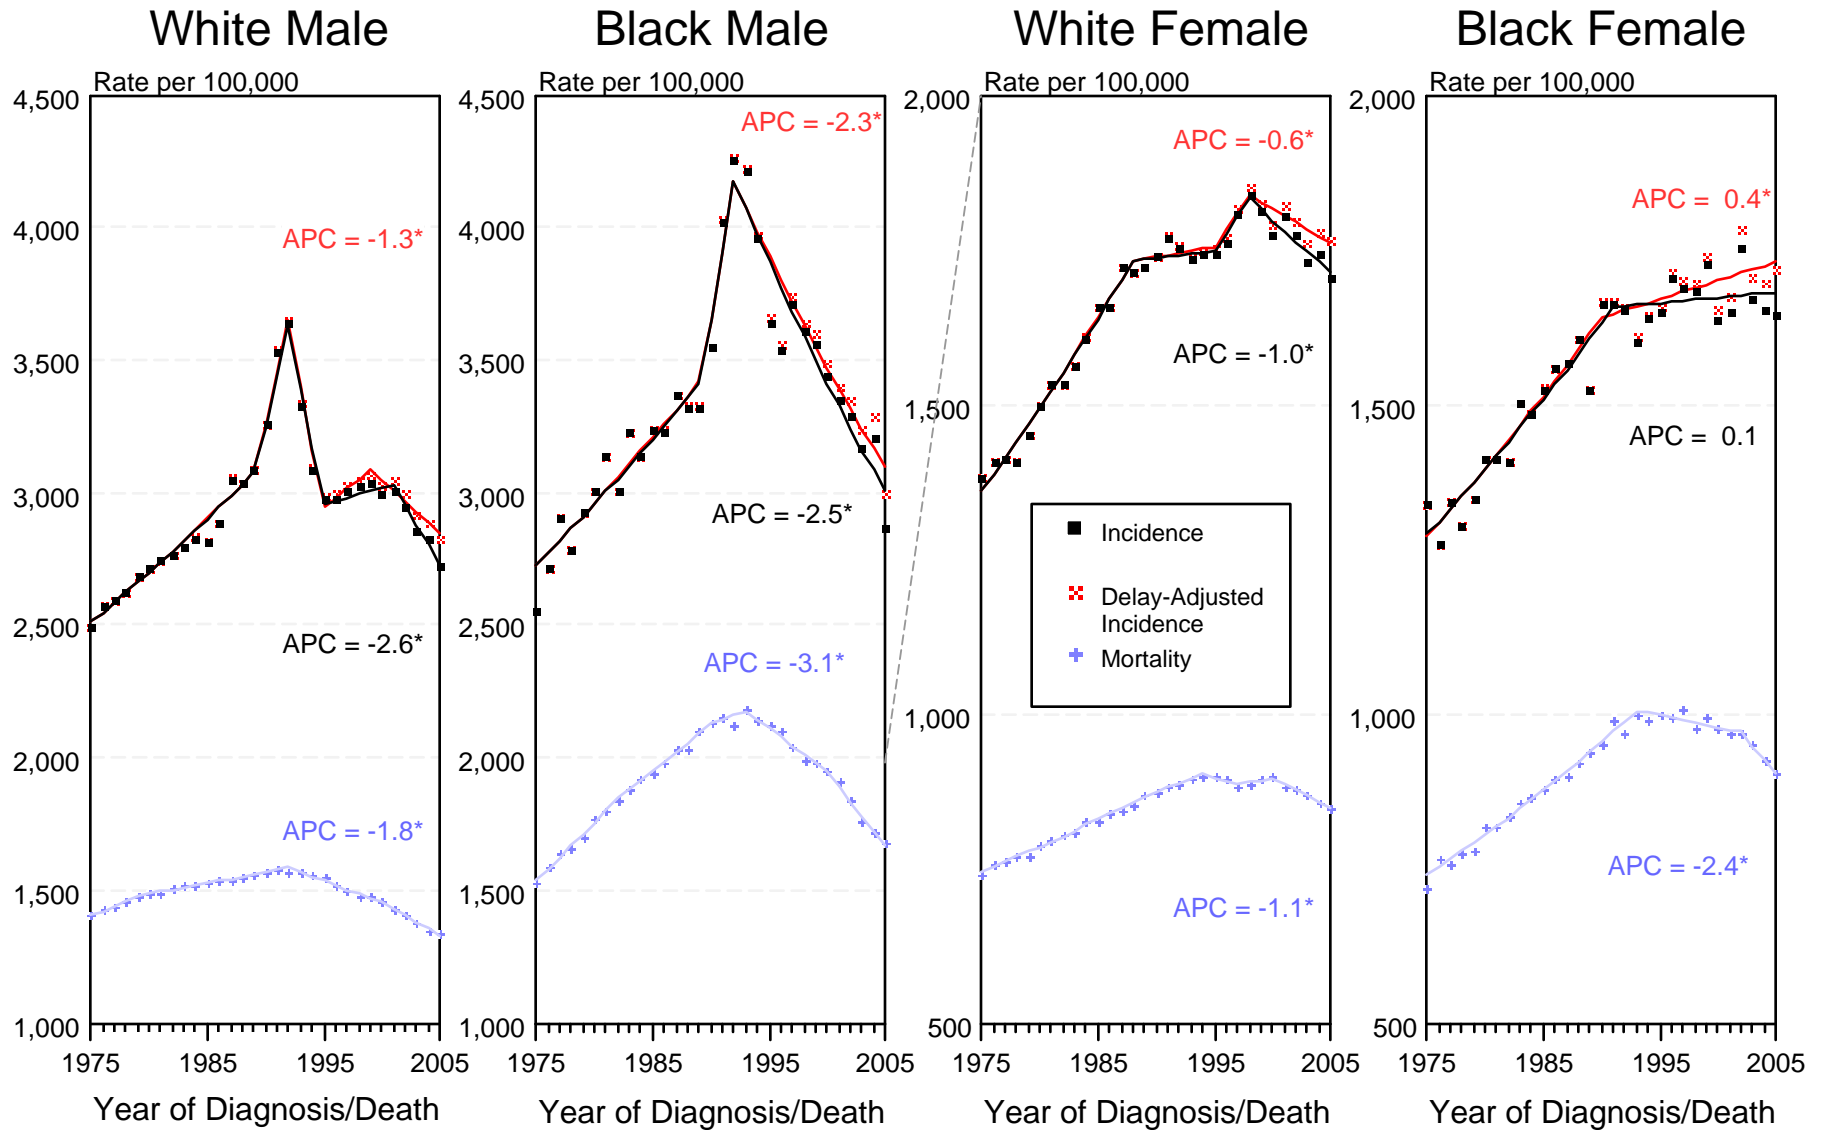 White Male
Black Male
White Female
Black Female
Rate per 100,000
Rate per 100,000
Rate per 100,000
Rate per 100,000
4,500
4,000
3,500
3,000
2,500
2,000
1,500
1,000
APC = -1.3*
APC = -2.6*
APC = -1.8*
1975
1985
1995
2005
Year of Diagnosis/Death
4,500
4,000
3,500
3,000
2,500
2,000
1,500
1,000
APC = -2.3*
APC = -2.5*
APC = -3.1*
1975
1985
1995
2005
Year of Diagnosis/Death
2,000
1,500
1,000
500
APC = -0.6*
APC = -1.0*
Incidence
Delay-Adjusted
Incidence
Mortality
APC = -1.1*
1975
1985
1995
2005
Year of Diagnosis/Death
2,000
1,500
1,000
500
APC = 0.4*
APC = 0.1
APC = -2.4*
1975
1985
1995
2005
Year of Diagnosis/Death